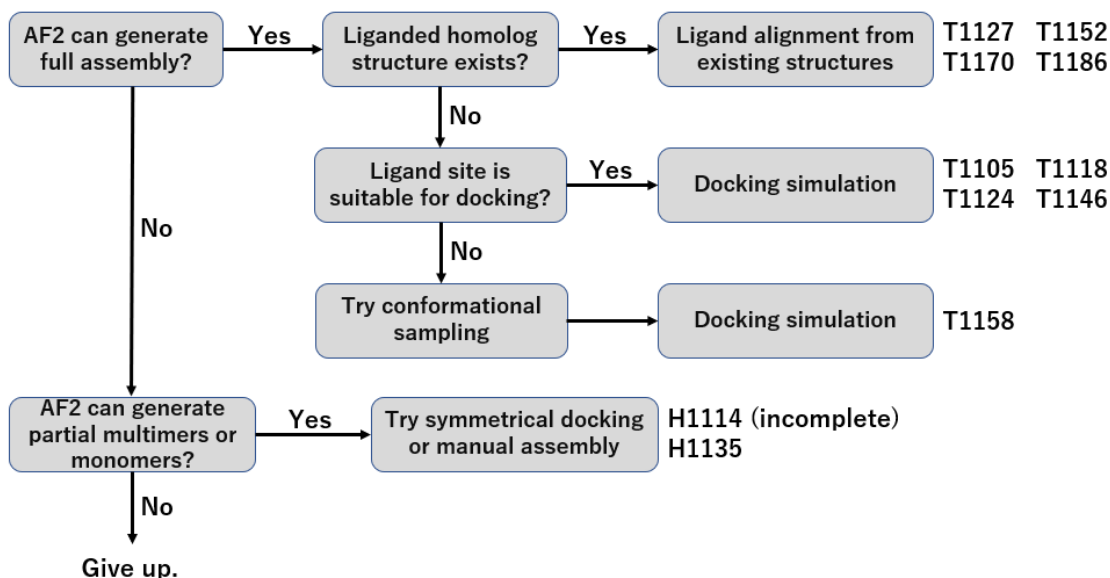 AF2 can generate
full assembly?
Yes
Liganded homolog
structure exists?
Yes
Ligand alignment from
existing structures
T1127 T1152
T1170 T1186
No
Ligand site is
suitable for docking?
Yes
Docking simulation
T1105 T1118
T1124 T1146
No
No
Try conformational
sampling
Docking simulation
T1158
AF2 can generate
partial multimers or
monomers?
Yes
Try symmetrical docking
or manual assembly
H1114 (incomplete)
H1135
No
Give up.